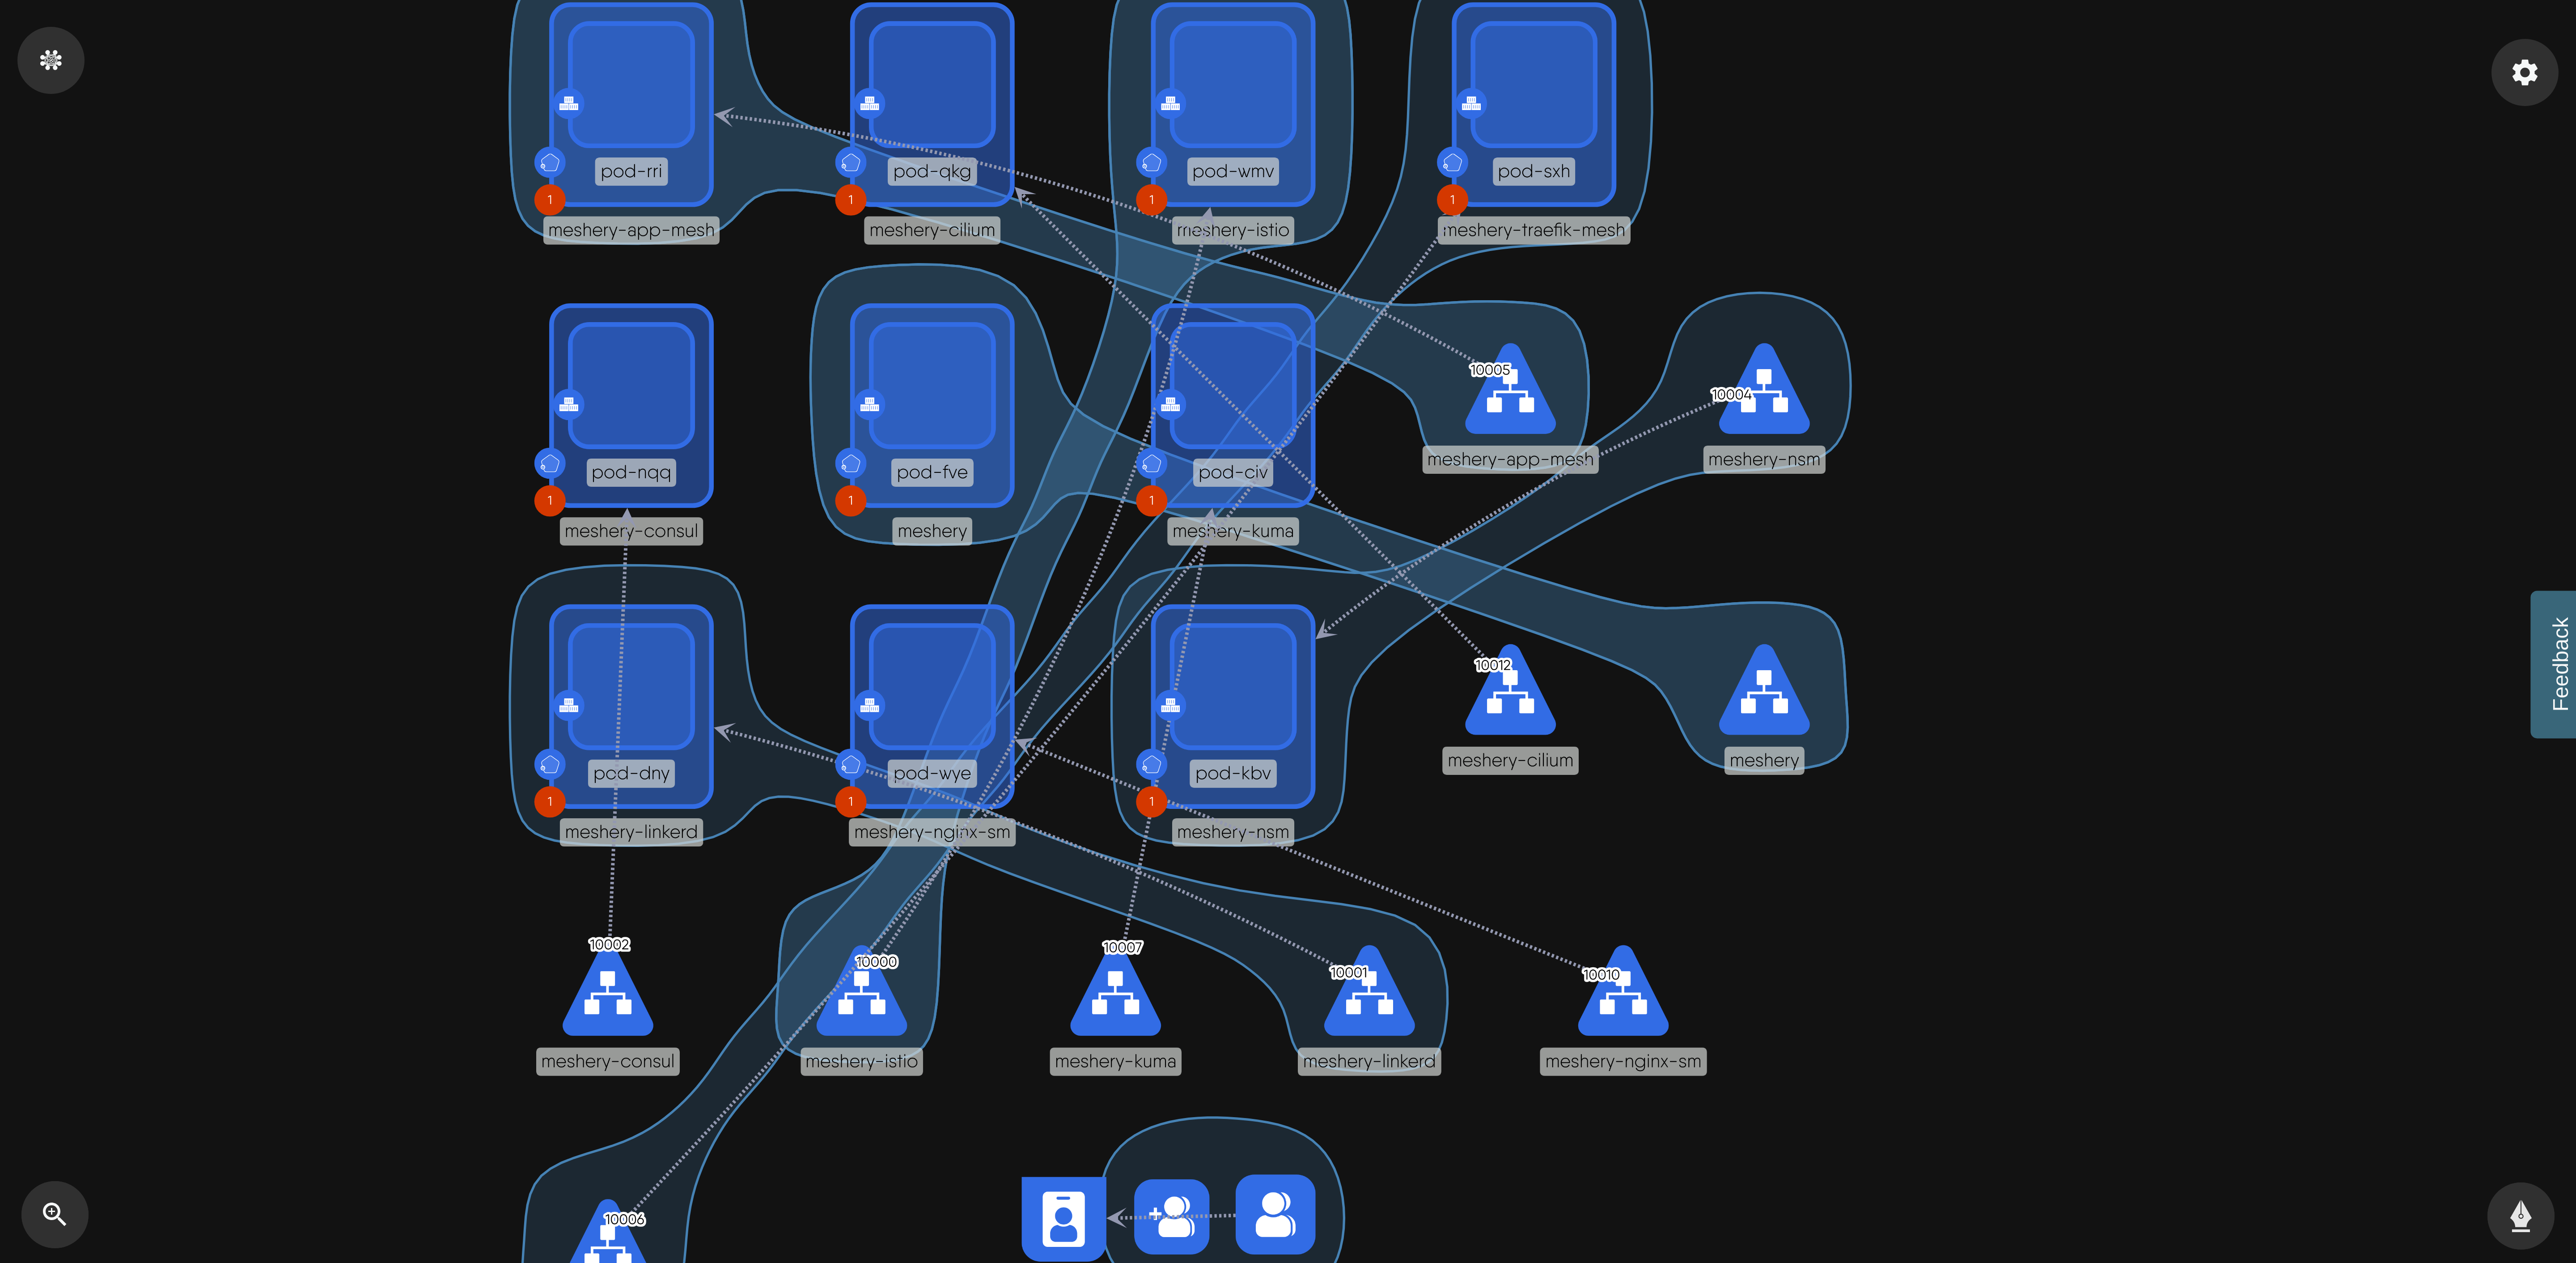 pod-rri
pod-qkg
pod-wmv
pod-sxh
1
1
1
1
meshery-app-mesh
meshery-cilium
meshery-istio
meshery-traefik-mesh
10005
10004
meshery-app-mesh
meshery-nsm
pod-nqq
pod-fve
pod-civ
1
1
1
meshery-consul
meshery
meshery-kuma
Feedback
10012
pod-dny
pod-wye
pod-kbv
meshery-cilium
meshery
1
1
1
meshery-linkerd
meshery-nginx-sm
meshery-nsm
10002
10000
10007
10001
10010
meshery-consul
meshery-istio
meshery-kuma
meshery-linkerd
meshery-nginx-sm
10006